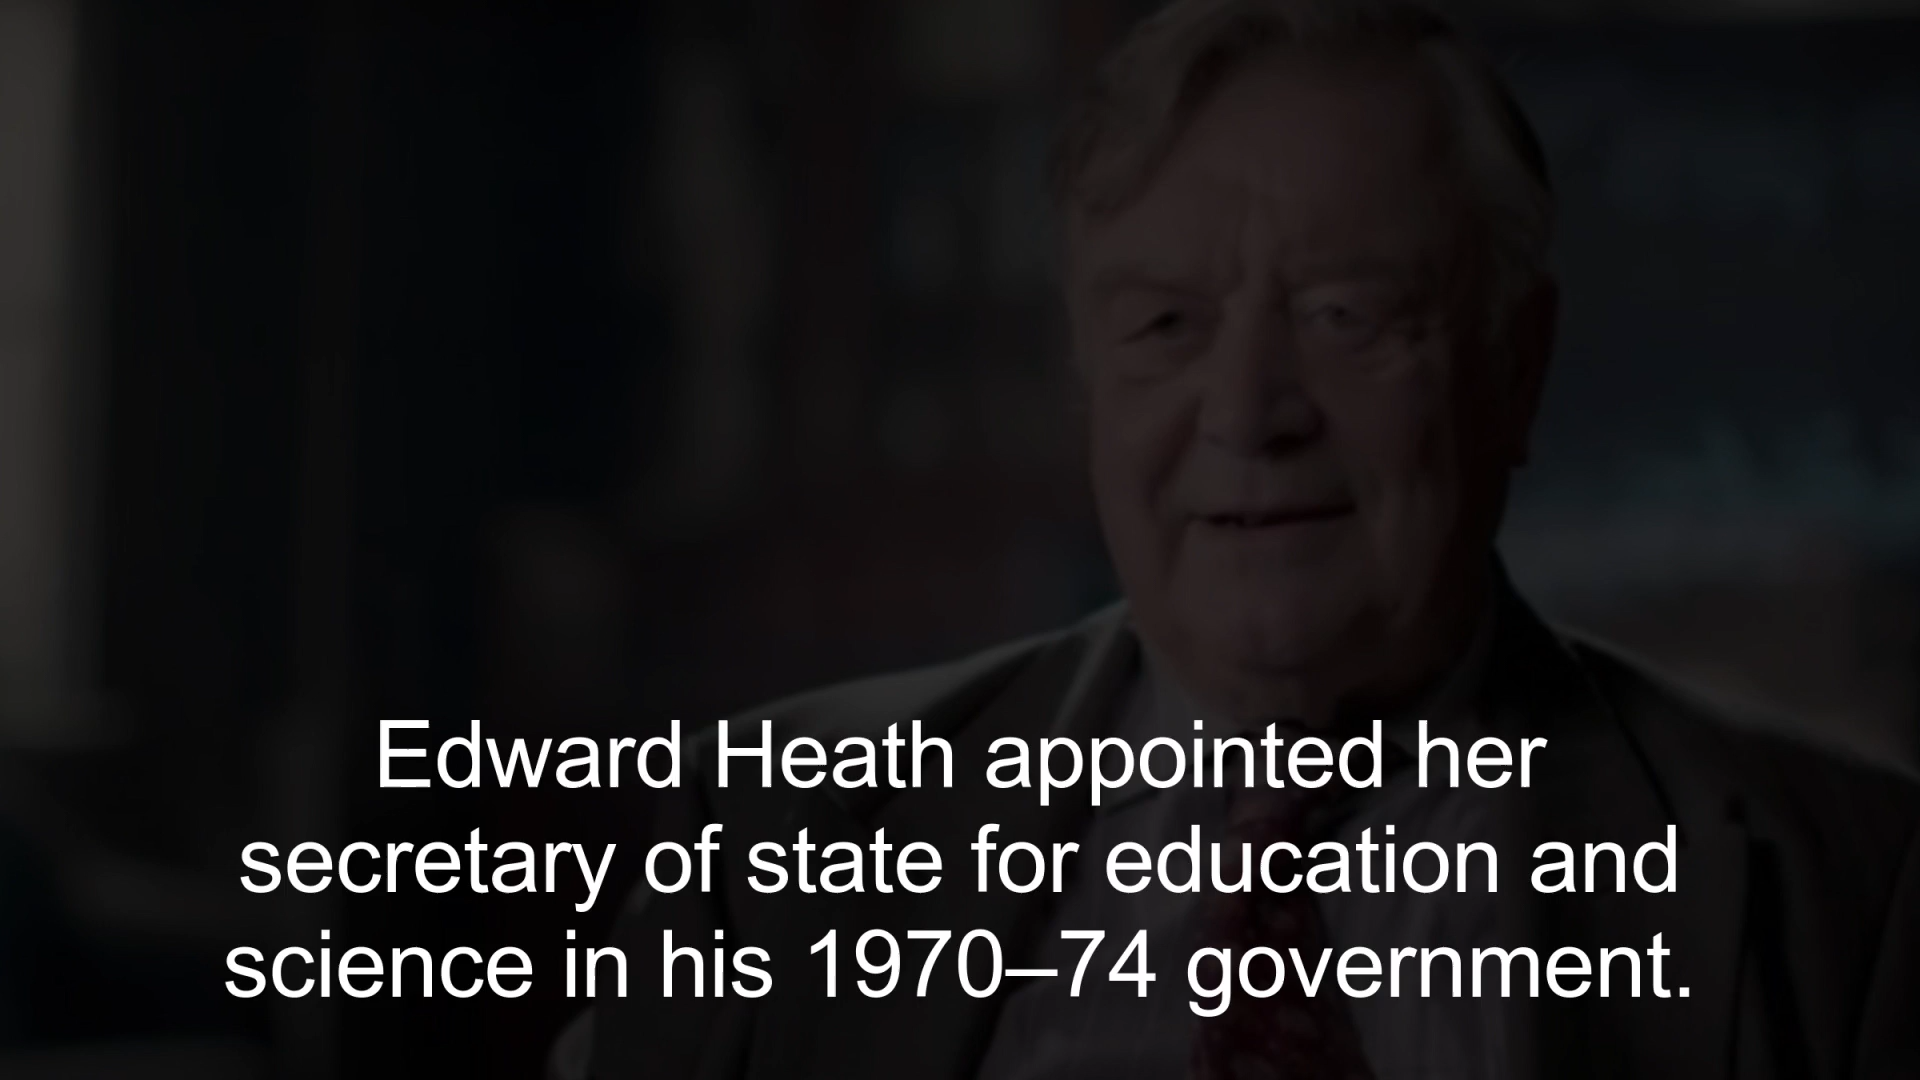 Edward Heath appointed her
secretary of state for education and
science in his 1970–74 government.